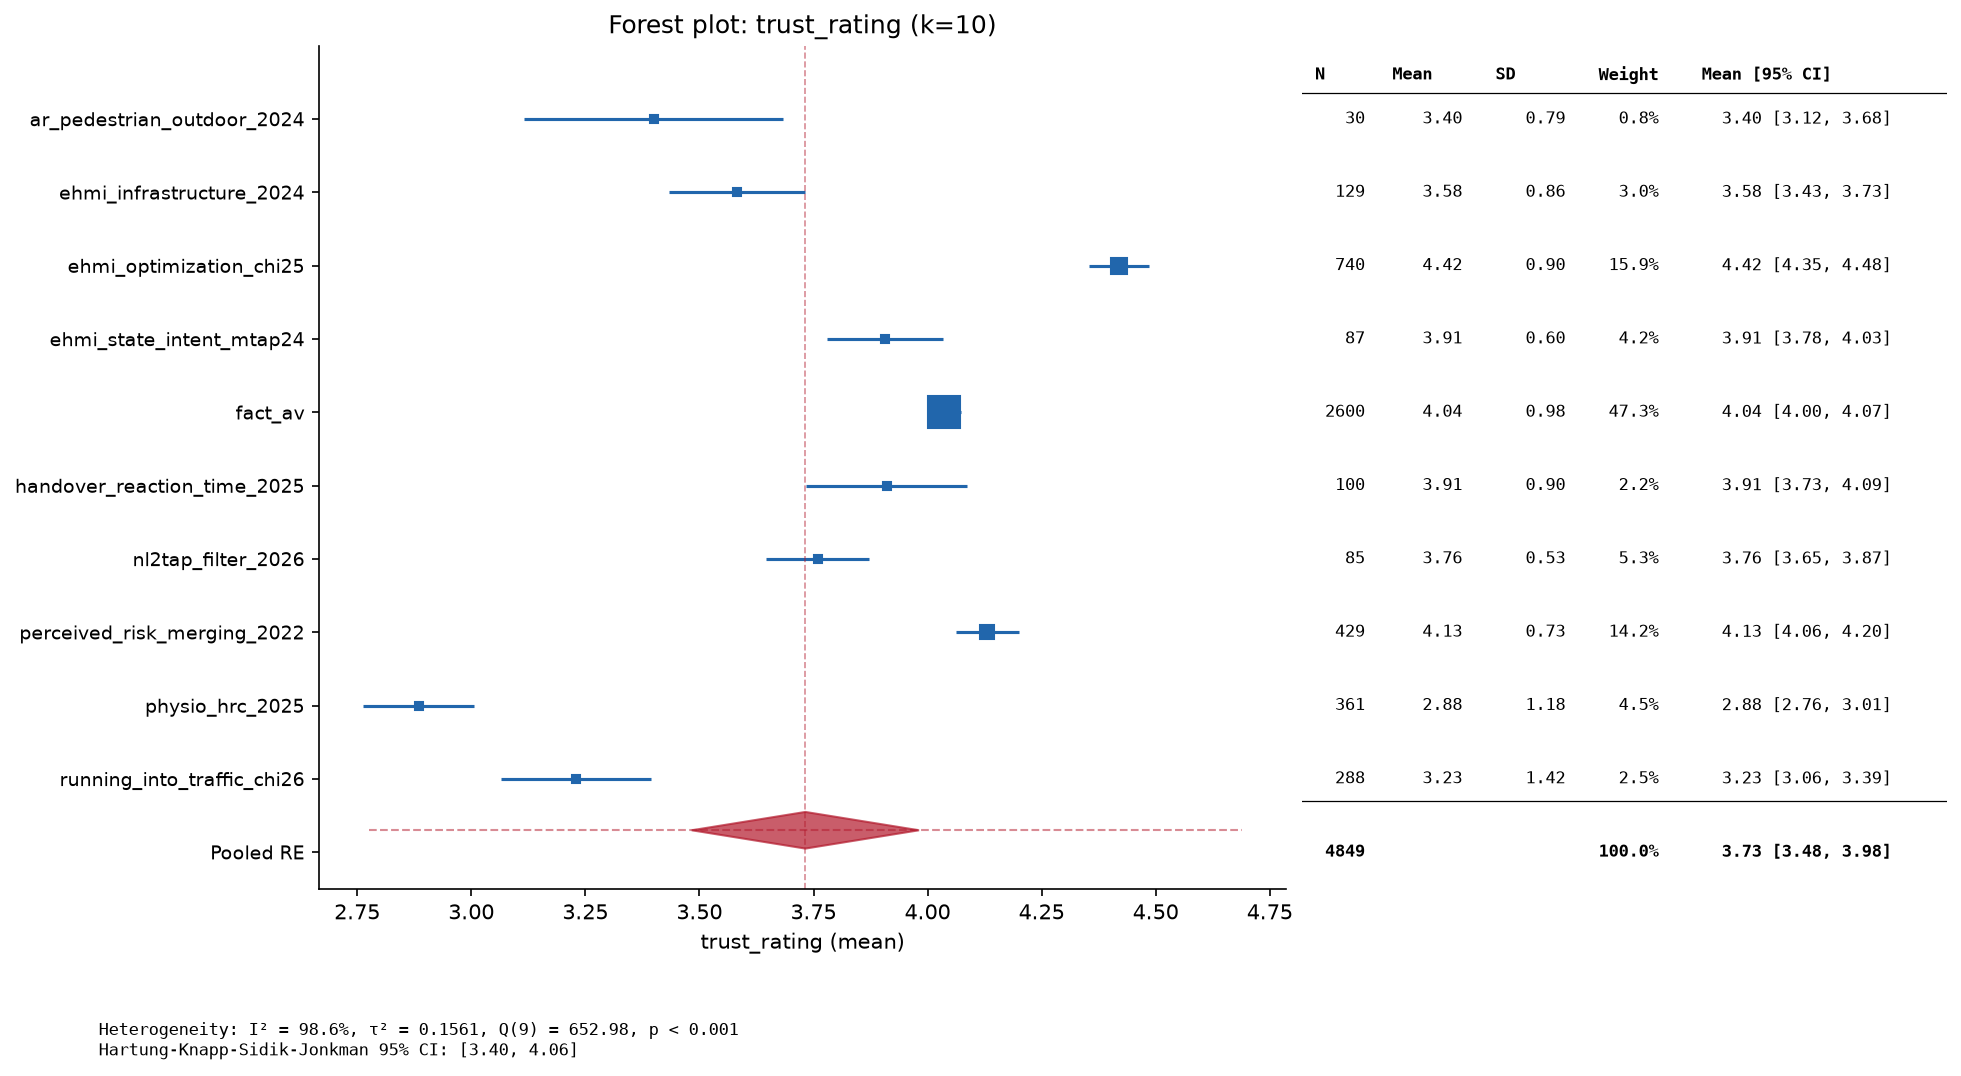 Forest plot: trust_rating (k=10)
N Mean SD Weight Mean [95% CI]
ar_pedestrian_outdoor_2024 30 3.40 0.79 0.8% 3.40 [3.12, 3.68]
ehmi_infrastructure_2024 129 3.58 0.86 3.0% 3.58 [3.43, 3.73]
ehmi_optimization_chi25 740 4.42 0.90 15.9% 4.42 [4.35, 4.48]
ehmi_state_intent_mtap24 87 3.91 0.60 4.2% 3.91 [3.78, 4.03]
fact_av 2600 4.04 0.98 47.3% 4.04 [4.00, 4.07]
handover_reaction_time_2025 100 3.91 0.90 2.2% 3.91 [3.73, 4.09]
nl2tap_filter_2026 85 3.76 0.53 5.3% 3.76 [3.65, 3.87]
perceived_risk_merging_2022 429 4.13 0.73 14.2% 4.13 [4.06, 4.20]
physio_hrc_2025 361 2.88 1.18 4.5% 2.88 [2.76, 3.01]
running_into_traffic_chi26 288 3.23 1.42 2.5% 3.23 [3.06, 3.39]
Pooled RE 4849 100.0% 3.73 [3.48, 3.98]
2.75 3.00 3.25 3.50 3.75 4.00 4.25 4.50 4.75
trust_rating (mean)
Heterogeneity: I² = 98.6%, τ² = 0.1561, Q(9) = 652.98, p < 0.001
Hartung-Knapp-Sidik-Jonkman 95% CI: [3.40, 4.06]